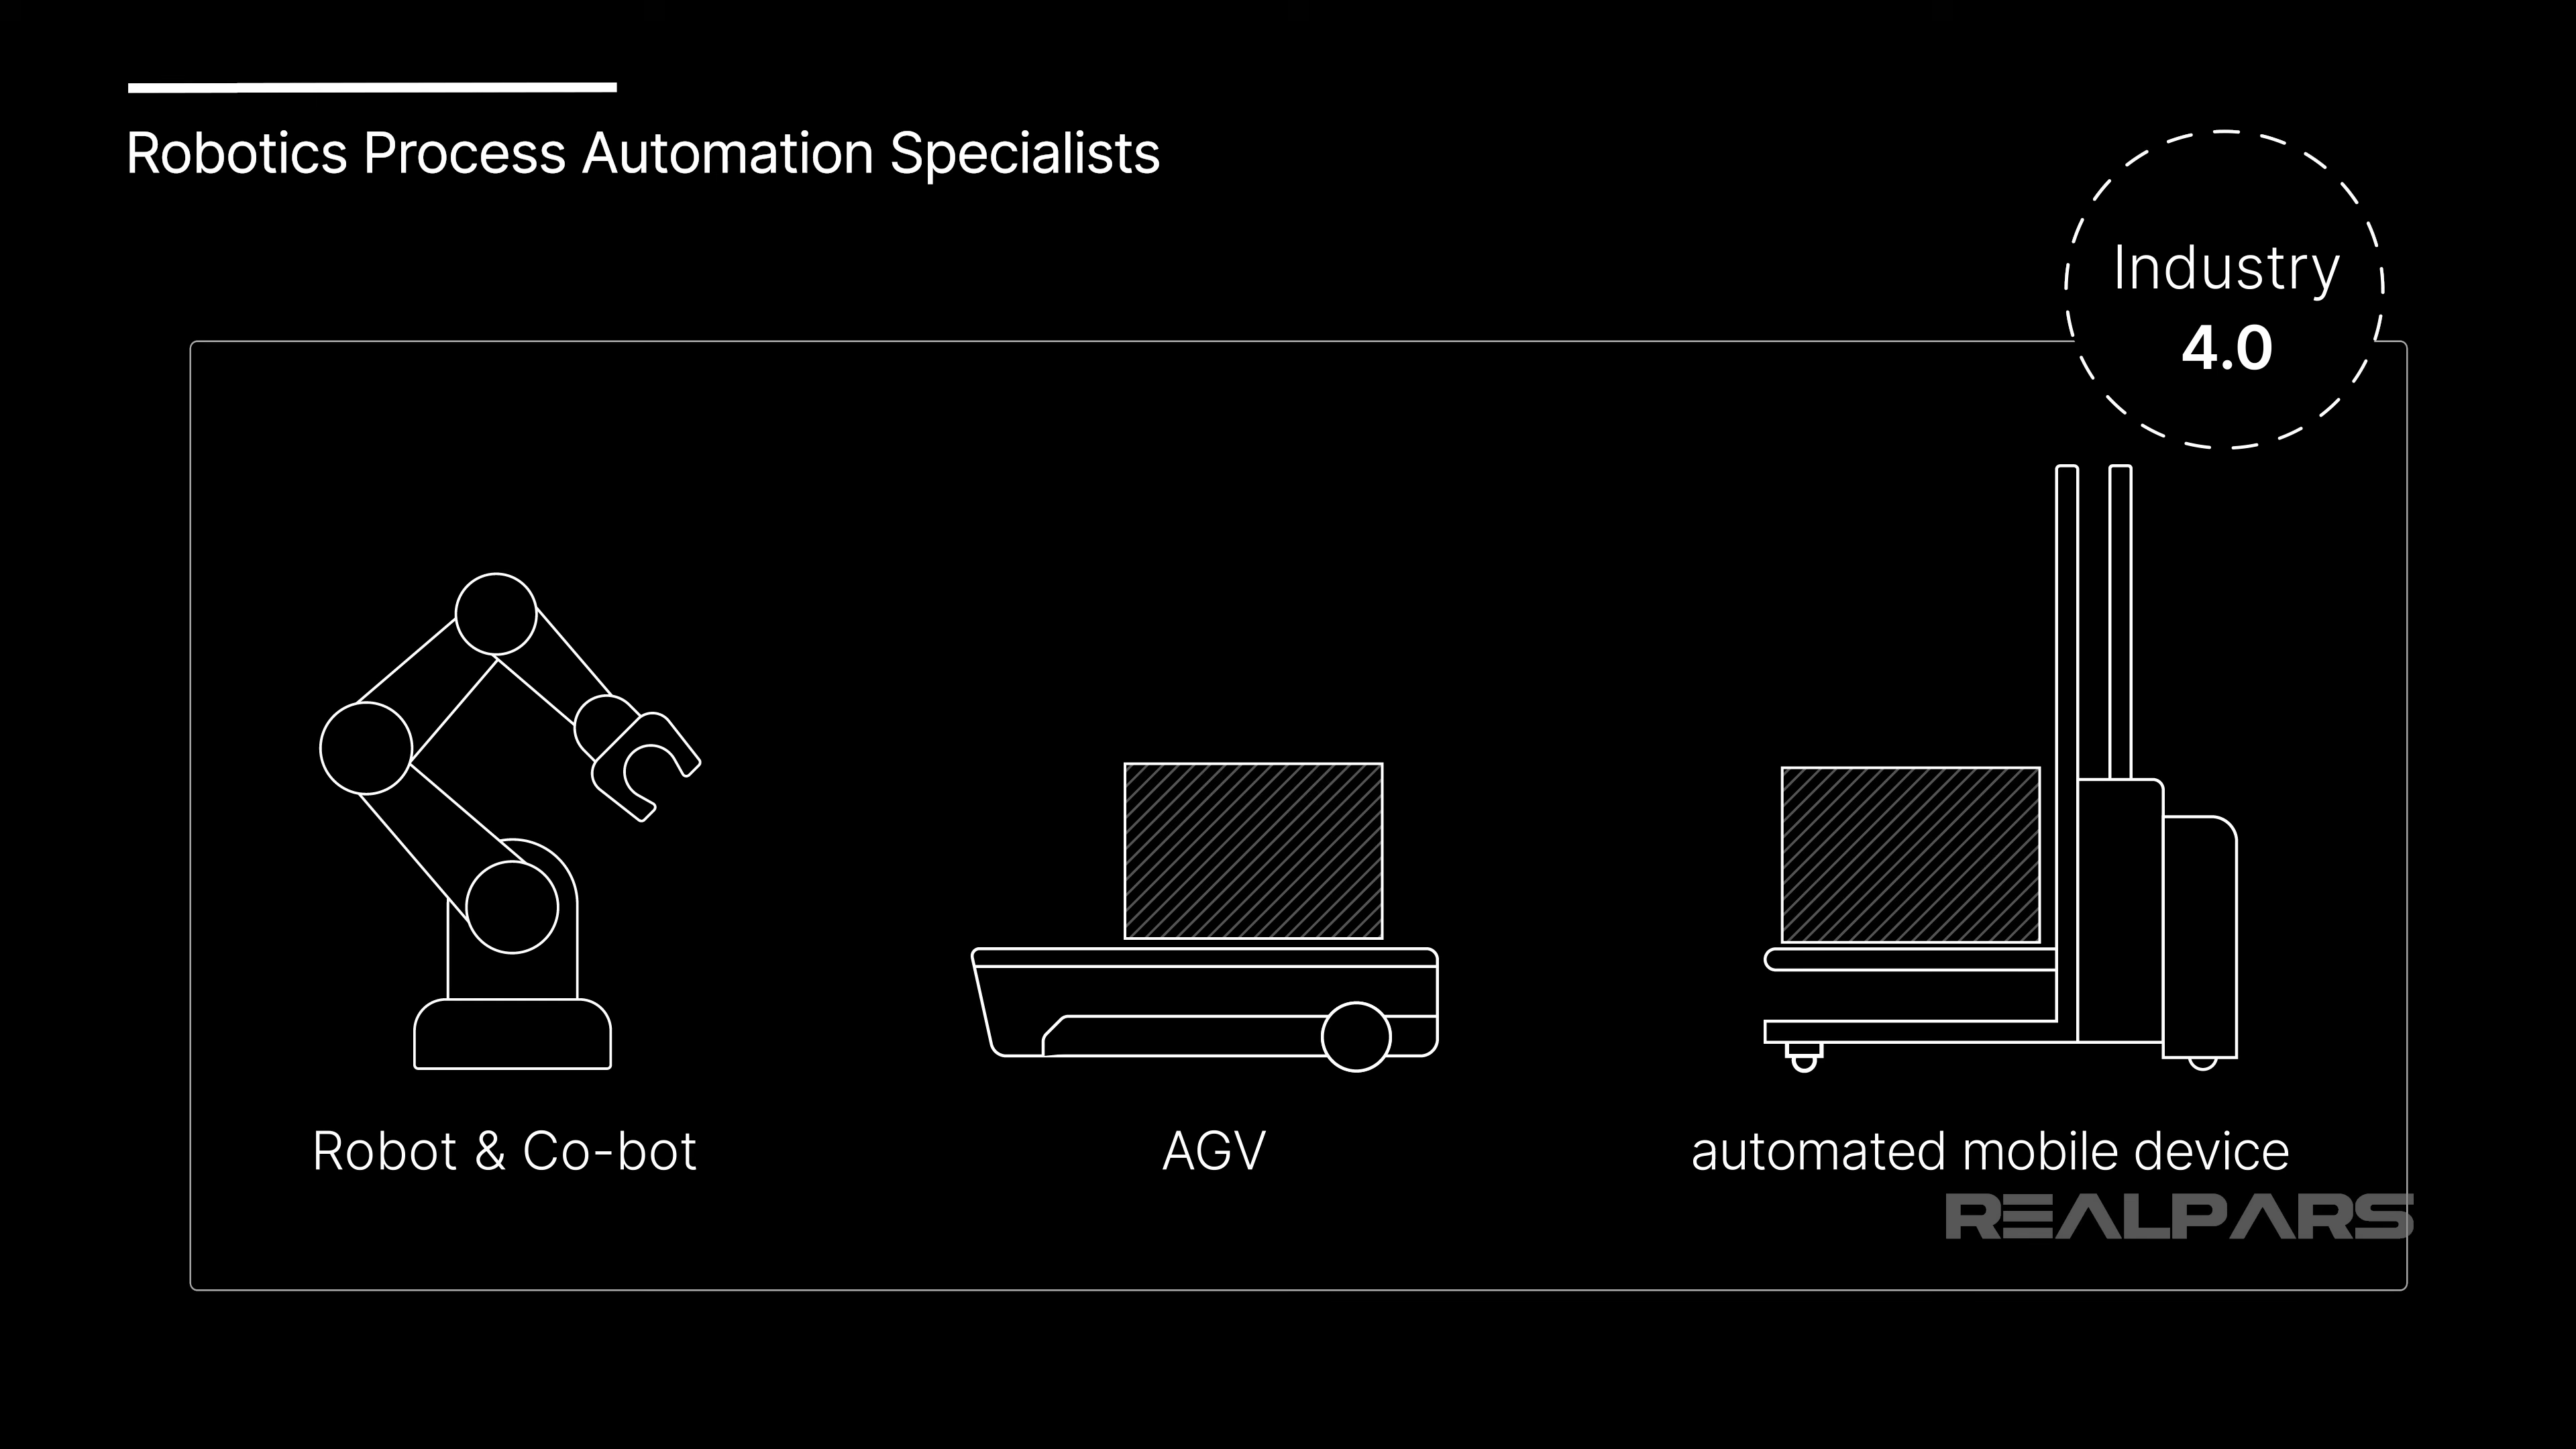 Robotics Process Automation Specialists
Industry
4.0
Robot & Co-bot
AGV
automated mobile device
REALPARS